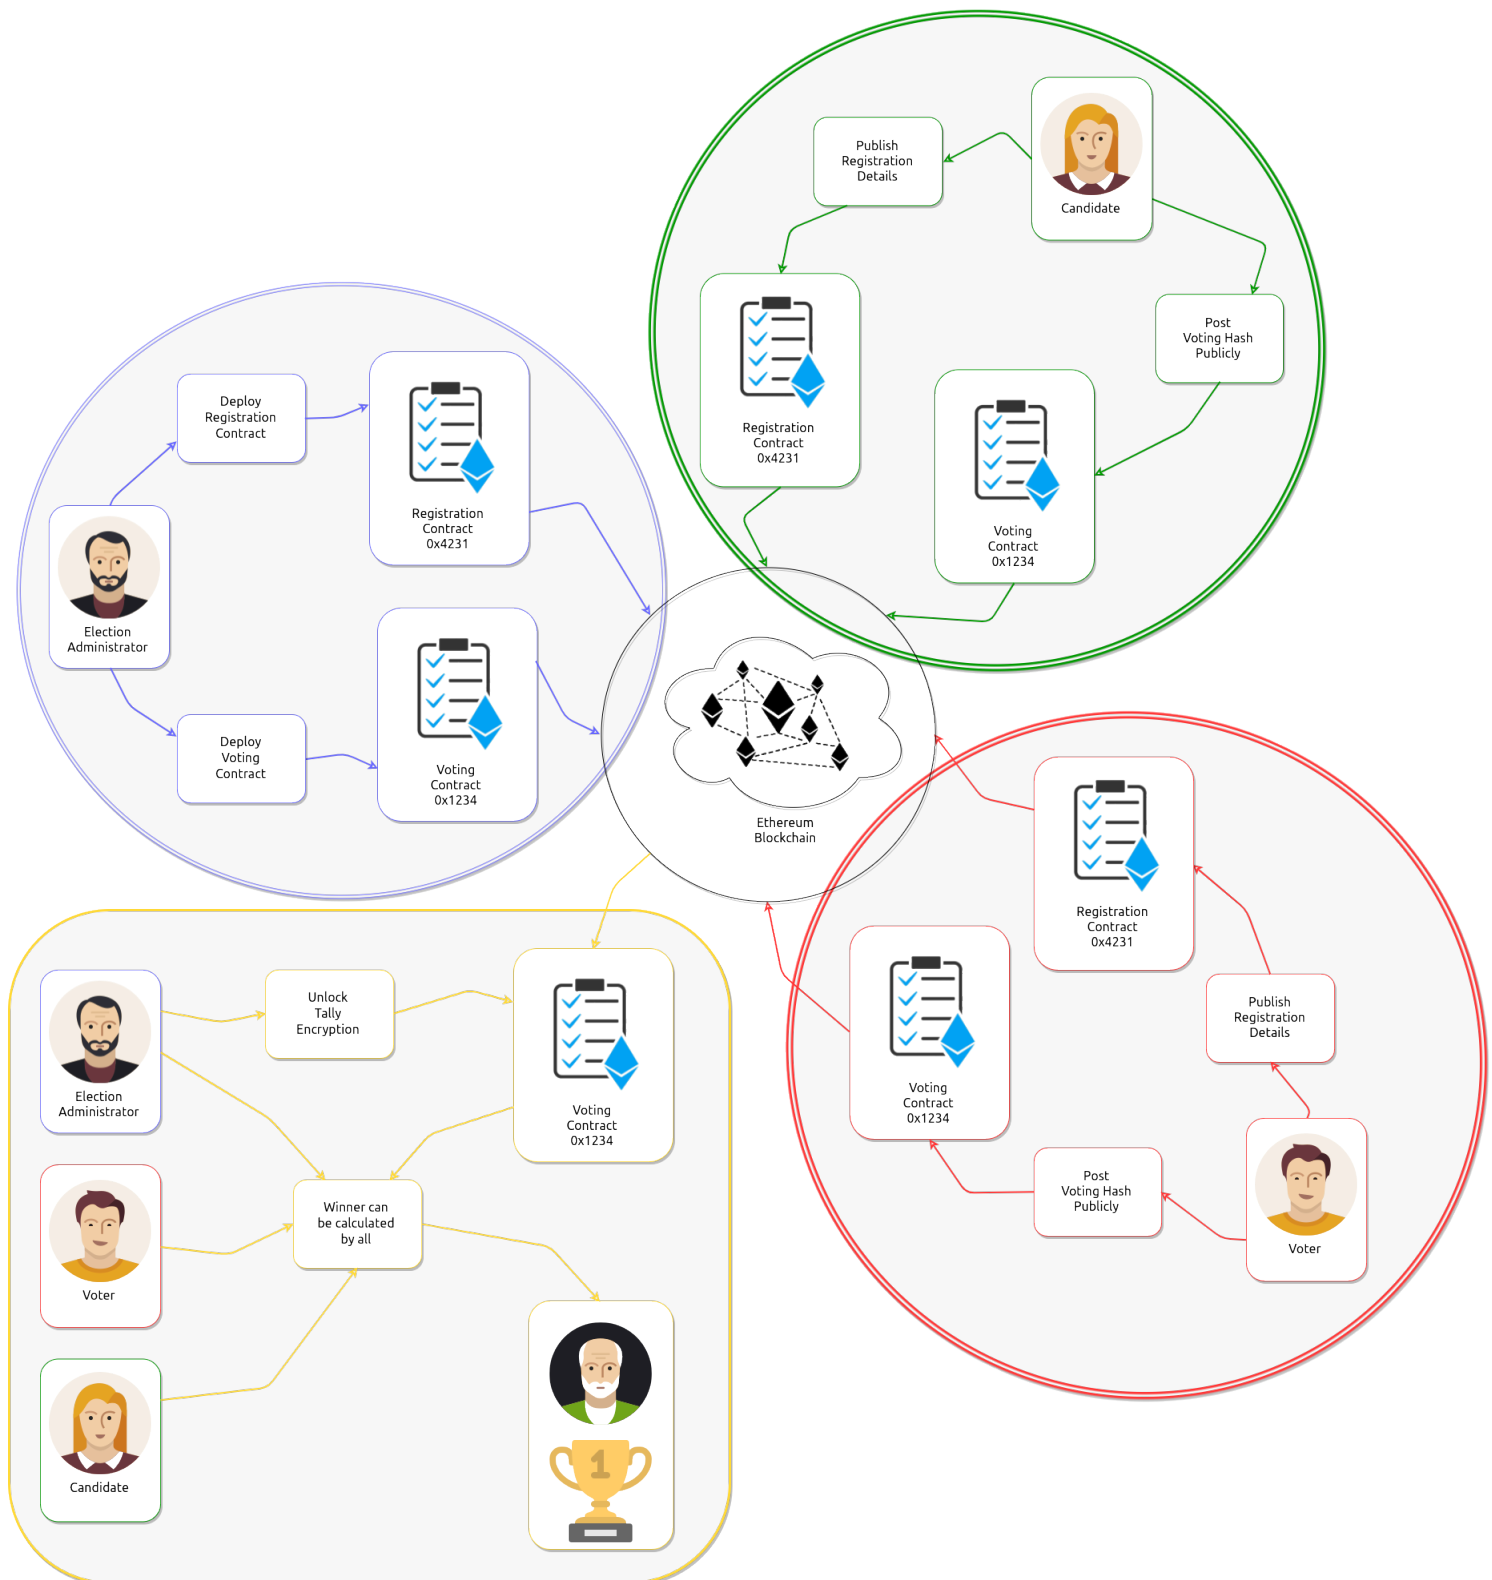 Publish
Registration
Details
Candidate
Post
Voting Hash
Publicly
Registration
Contract
0x4231
Voting
Contract
0x1234
Deploy
Registration
Contract
Registration
Contract
0x4231
Election
Administrator
Deploy
Voting
Contract
Voting
Contract
0x1234
Ethereum
Blockchain
Registration
Contract
0x4231
Publish
Registration
Details
Voting
Contract
0x1234
Post
Voting Hash
Publicly
Voter
Election
Administrator
Unlock
Tally
Encryption
Voting
Contract
0x1234
Winner can
be calculated
by all
Voter
Candidate
1